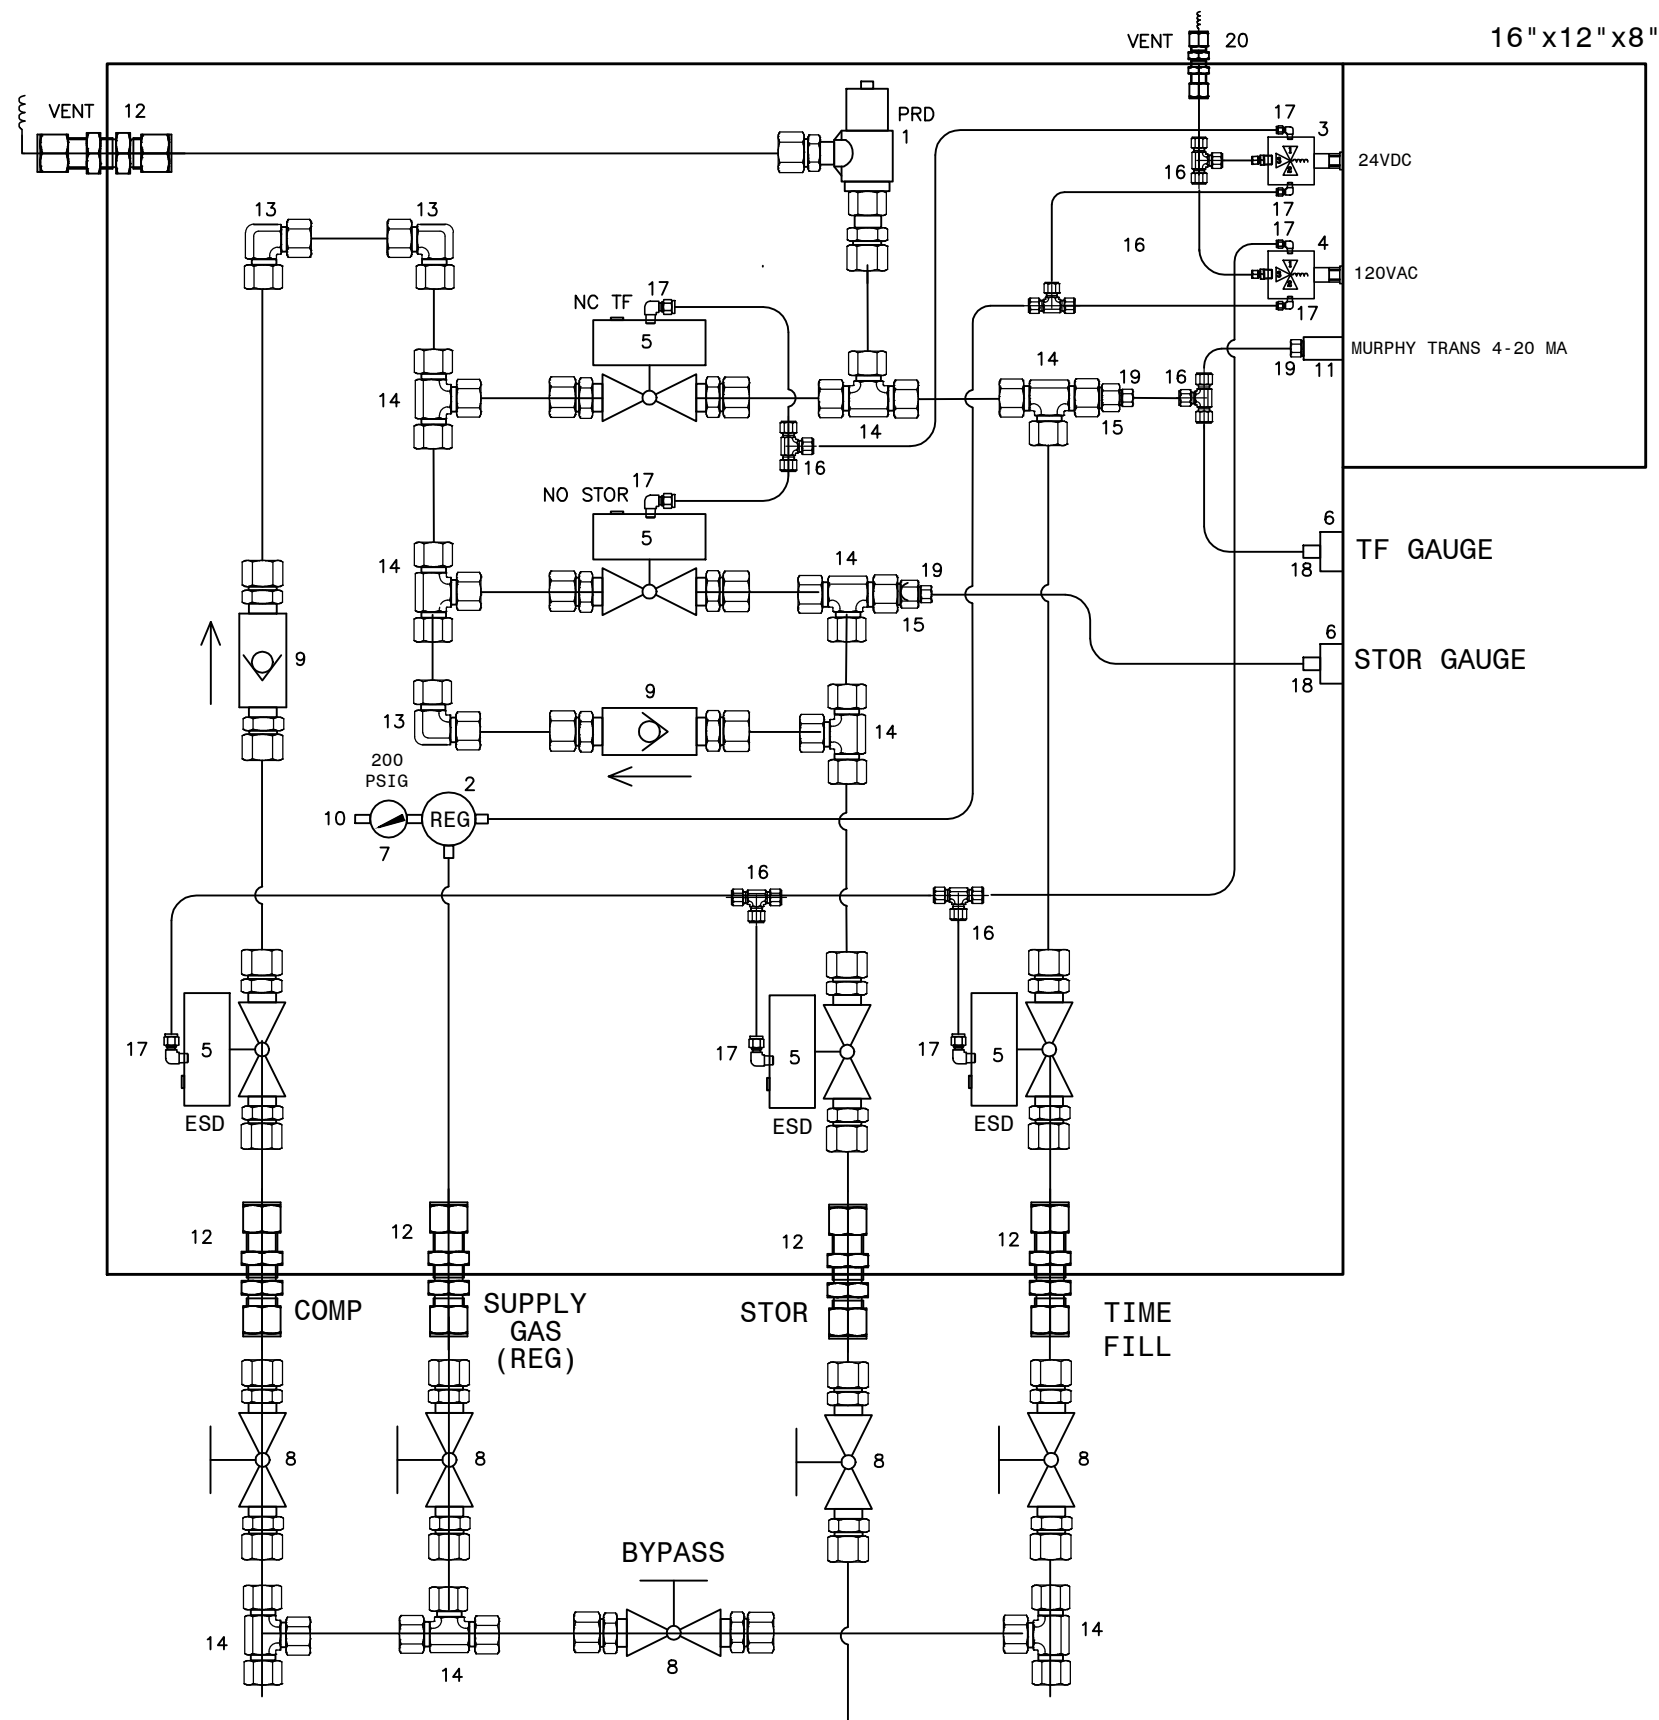 VENT 20
16"x12"x8"
VENT 12
PRD
1
17
3
24VDC
16
17
13
13
17
4
16
120VAC
NC TF
17
17
5
14
MURPHY TRANS 4-20 MA
19
11
14
19
16
15
14
16
17
NO STOR
5
6
TF GAUGE
18
14
14
19
15
6
STOR GAUGE
18
9
9
13
14
200
PSIG
2
10
REG
7
16
16
17
5
17
5
17
5
ESD
ESD
ESD
12
12
12
12
COMP
SUPPLY
GAS
(REG)
STOR
TIME
FILL
8
8
8
8
BYPASS
14
14
8
14